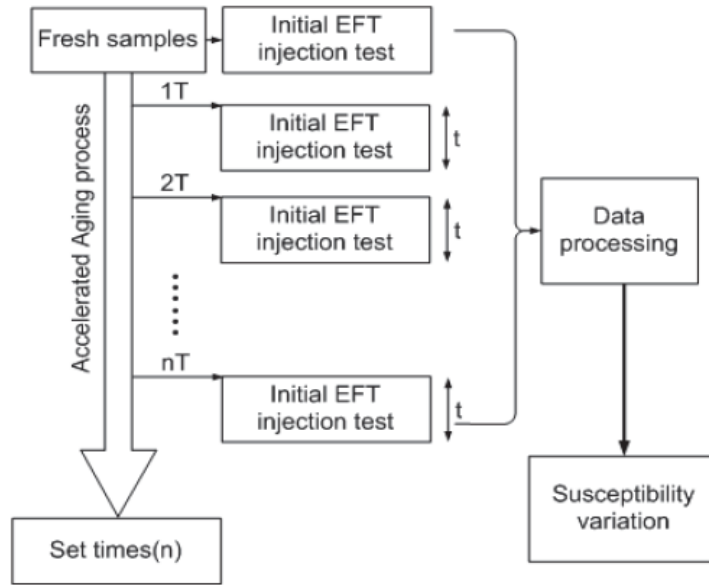 Fresh samples
Initial EFT
injection test
Accelerated Aging process
1T
Initial EFT
injection test
t
2T
Initial EFT
injection test
t
nT
Initial EFT
injection test
t
Data
processing
Susceptibility
variation
Set times(n)